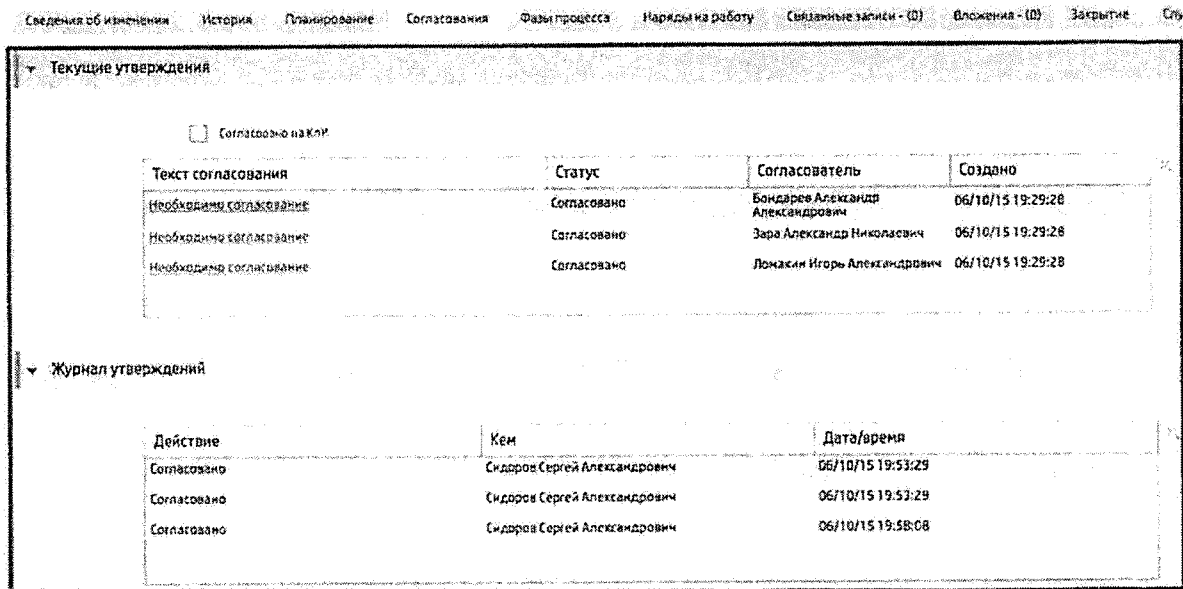 Сведения об изменении История Планирование Согласования Фазы процесса Наряды на работу Связанные записи - (0) Вложения - (0) Закрытие Слу
Текущие утверждения
Согласовано на КпИ
Текст согласования Статус Согласователь Создано
Необходимо согласование Согласовано Бондарев Александр Александрович 06/10/15 19:29:28
Необходимо согласование Согласовано Зара Александр Николаевич 06/10/15 19:29:28
Необходимо согласование Согласовано Ломакин Игорь Александрович 06/10/15 19:29:28
Журнал утверждений
Действие Кем Дата/время
Согласовано Сидоров Сергей Александрович 06/10/15 19:53:29
Согласовано Сидоров Сергей Александрович 06/10/15 19:53:29
Согласовано Сидоров Сергей Александрович 06/10/15 19:58:08